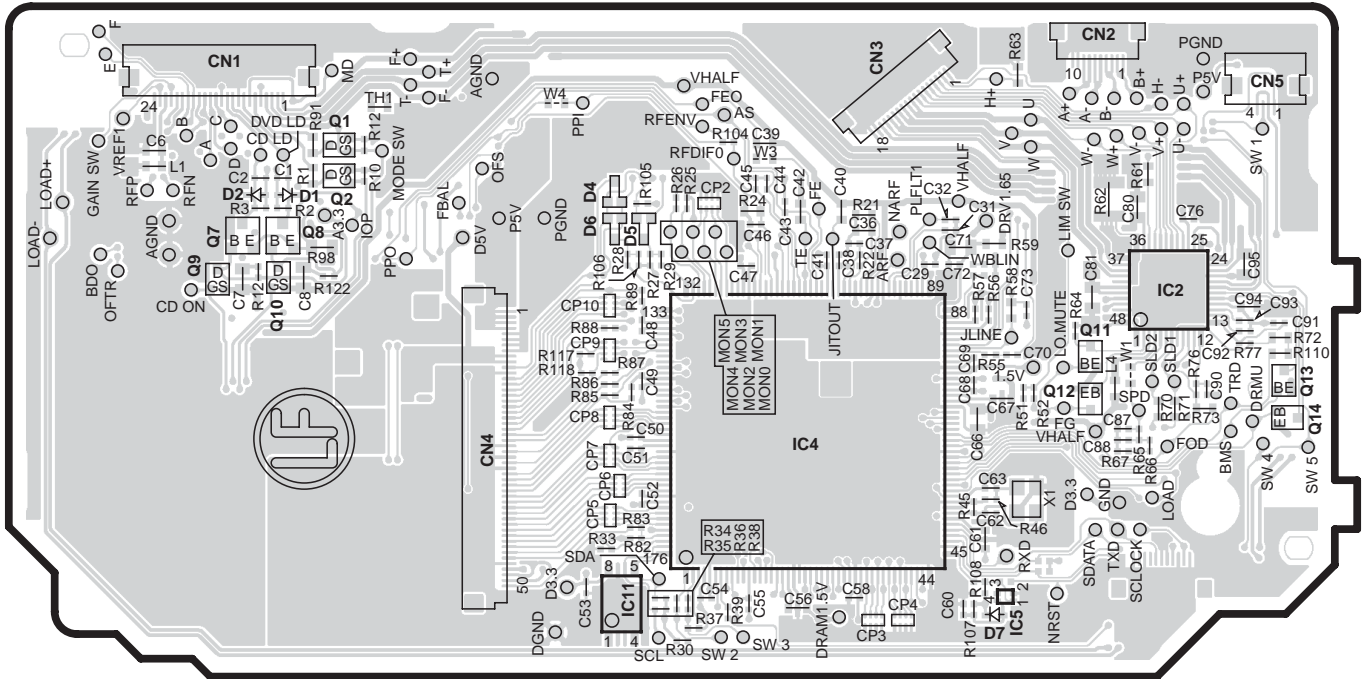 F
E
CN1
24
1
MD
F+
T+
T-
F-
AGND
TH1
W4
PPI
VHALF
FEO
AS
RFENV
R104
C39
W3
RFDIF0
CN3
1
18
R63
H+
CN2
10
1
A+
A-
B-
B+
H-
U+
PGND
P5V
CN5
4
1
SW 1
U
V
W
W-
W+
V-
V+
U-
LOAD+
LOAD-
GAIN SW
VREF1
C6
L1
RFP
RFN
AGND
BDO
OFTR
B
A
C
D
DVD LD
CD LD
R91
Q1
D
GS
R121
R10
MODE SW
C2
C1
R1
D2
D1
Q2
D
GS
R3
R2
A3.3
IOP
Q7
B E
B E
Q8
R98
Q9
D
GS
CD ON
C7
R12
Q10
D
GS
C8
R122
FBAL
OFS
P5V
PGND
D5V
PPO
D4
D6
D5
R105
R26
R25
CP2
C45
C44
R24
C46
C42
C43
FE
TE
C40
R21
C36
C37
C41
C38
R22
ARF
NARF
PLFLT1
C32
VHALF
C31
C71
WBLIN
C29
C72
DRV1.65
R59
LIM SW
R62
R61
C80
C76
R106
R28
R89
R27
R29
C47
132
133
89
88
CP10
R88
CP9
C48
R117
R118
R86
R85
R87
C49
CP8
R84
C50
C51
CP7
CP6
CP5
C52
R83
R33
R82
SDA
176
1
MON5
MON3
MON1
MON4
MON2
MON0
JITOUT
IC4
R34
R36
R35
R38
45
44
R57
R56
R58
C73
JLINE
R64
C81
36
25
37
24
IC2
48
13
1
12
C95
C94
C93
C92
R77
C91
R72
R110
LO.MUTE
Q11
BE
L4
W1
SLD2
SLD1
R76
C90
TRD
DRMU
Q13
BE
EB
Q14
C69
R55
C70
1.5V
C68
C67
R51
R52
Q12
EB
SPD
R70
R71
R73
FG
VHALF
C87
C88
R67
R65
R66
FOD
BMS
SW 4
SW 5
C66
C63
R45
C62
X1
R46
D3.3
GND
LOAD
C61
RXD
SDATA
TXD
SCLOCK
NRST
R108
4 3
1 2
IC5
D7
R107
C60
CN4
1
50
LF
D3.3
DGND
C53
8
5
IC11
1
4
SCL
R30
R37
C54
R39
C55
SW 2
SW 3
C56
DRAM1.5V
C58
CP3
CP4